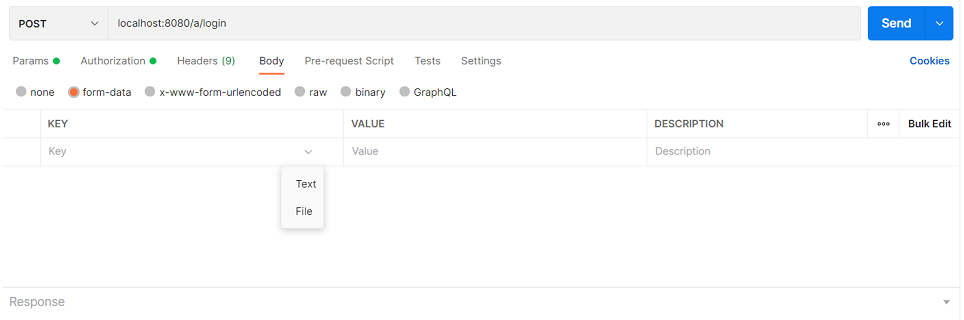 POST localhost:8080/a/login Send
Params Authorization Headers (9) Body Pre-request Script Tests Settings Cookies
none form-data x-www-form-urlencoded raw binary GraphQL
KEY VALUE DESCRIPTION ooo Bulk Edit
Key Value Description
Text
File
Response